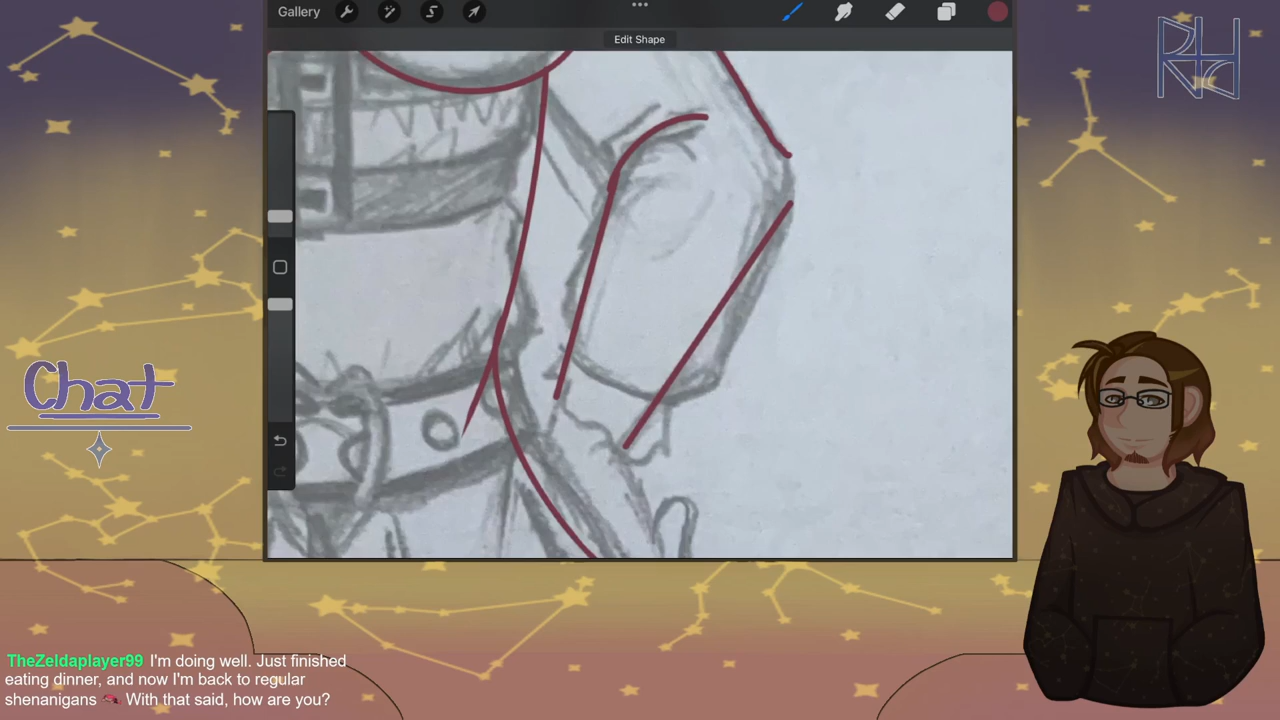 Gallery
Edit Shape
Chat
TheZeldaplayer99 I'm doing well. Just finished
eating dinner, and now I'm back to regular
shenanigans With that said, how are you?